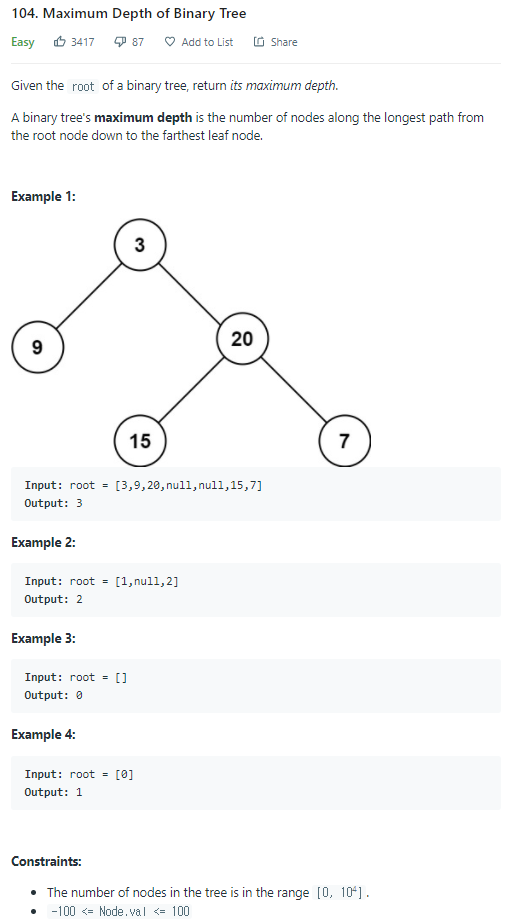 104. Maximum Depth of Binary Tree
Easy 3417 87 Add to List Share
Given the root of a binary tree, return its maximum depth.
A binary tree's maximum depth is the number of nodes along the longest path from
the root node down to the farthest leaf node.
Example 1:
3
9 20
15 7
Input: root = [3,9,20,null,null,15,7]
Output: 3
Example 2:
Input: root = [1,null,2]
Output: 2
Example 3:
Input: root = []
Output: 0
Example 4:
Input: root = [0]
Output: 1
Constraints:
• The number of nodes in the tree is in the range [0, 10⁴].
• -100 <= Node.val <= 100